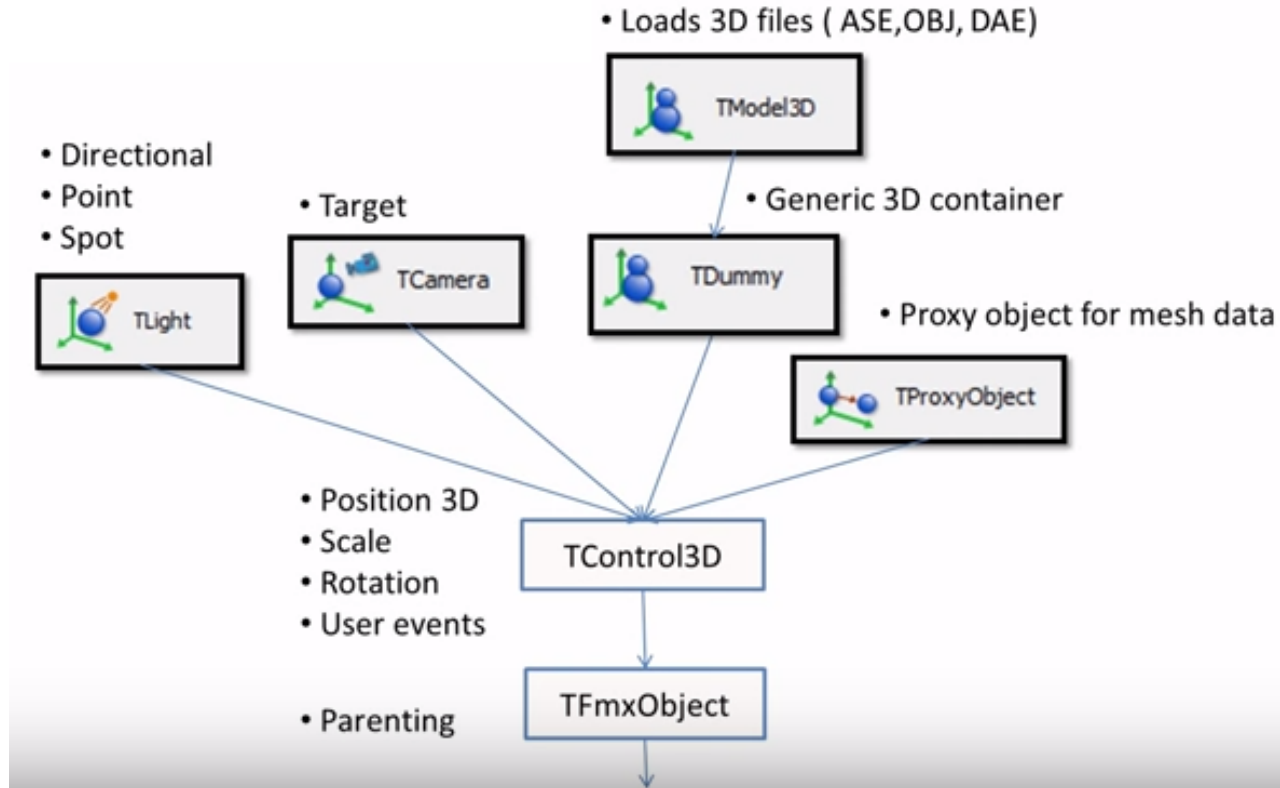 • Loads 3D files ( ASE,OBJ, DAE)
TModel3D
• Directional
• Point
• Spot
• Target
• Generic 3D container
TCamera
TDummy
TLight
• Proxy object for mesh data
TProxyObject
• Position 3D
• Scale
• Rotation
• User events
TControl3D
TFmxObject
• Parenting